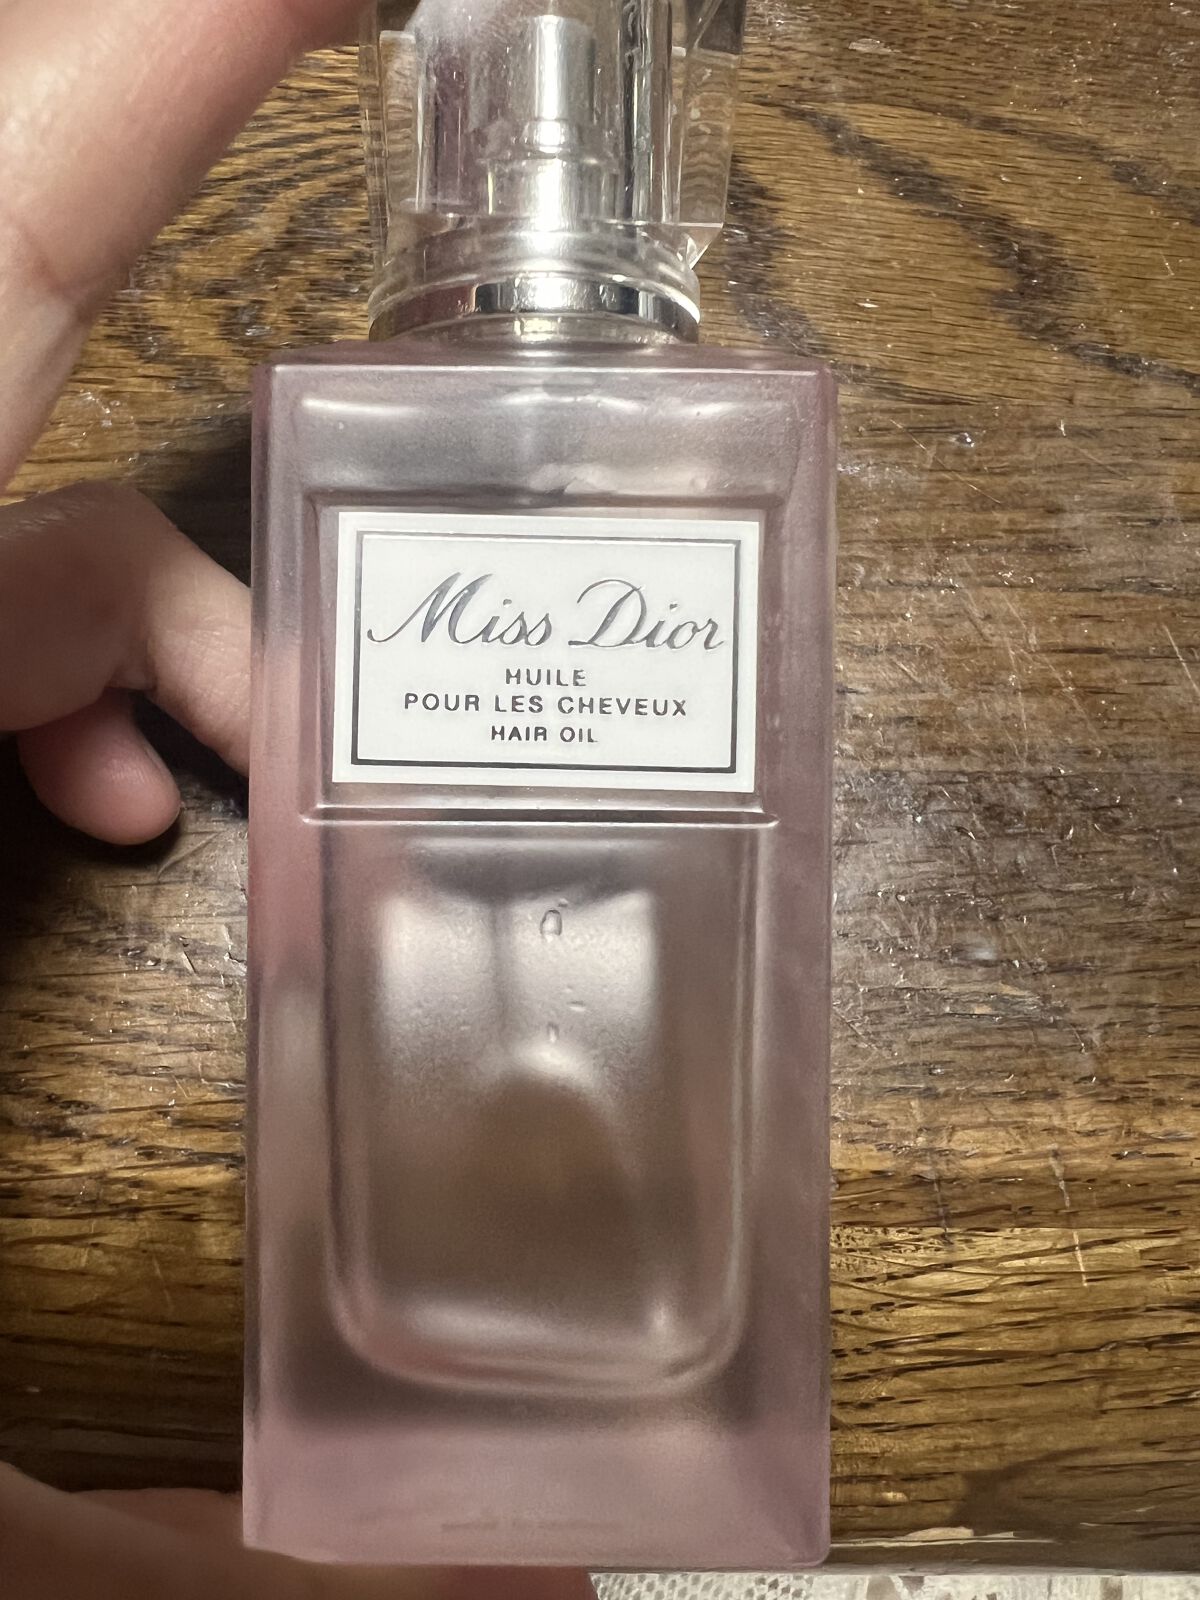 Miss Dior
HUILE
POUR LES CHEVEUX
HAIR OIL